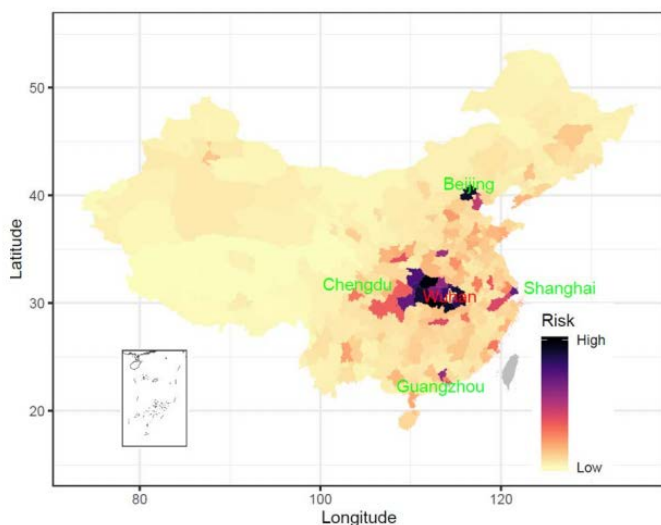 50
Beijing
40
Latitude
Chengdu
Wuhan
Shanghai
30
Risk
High
Guangzhou
20
Low
80
100
120
Longitude